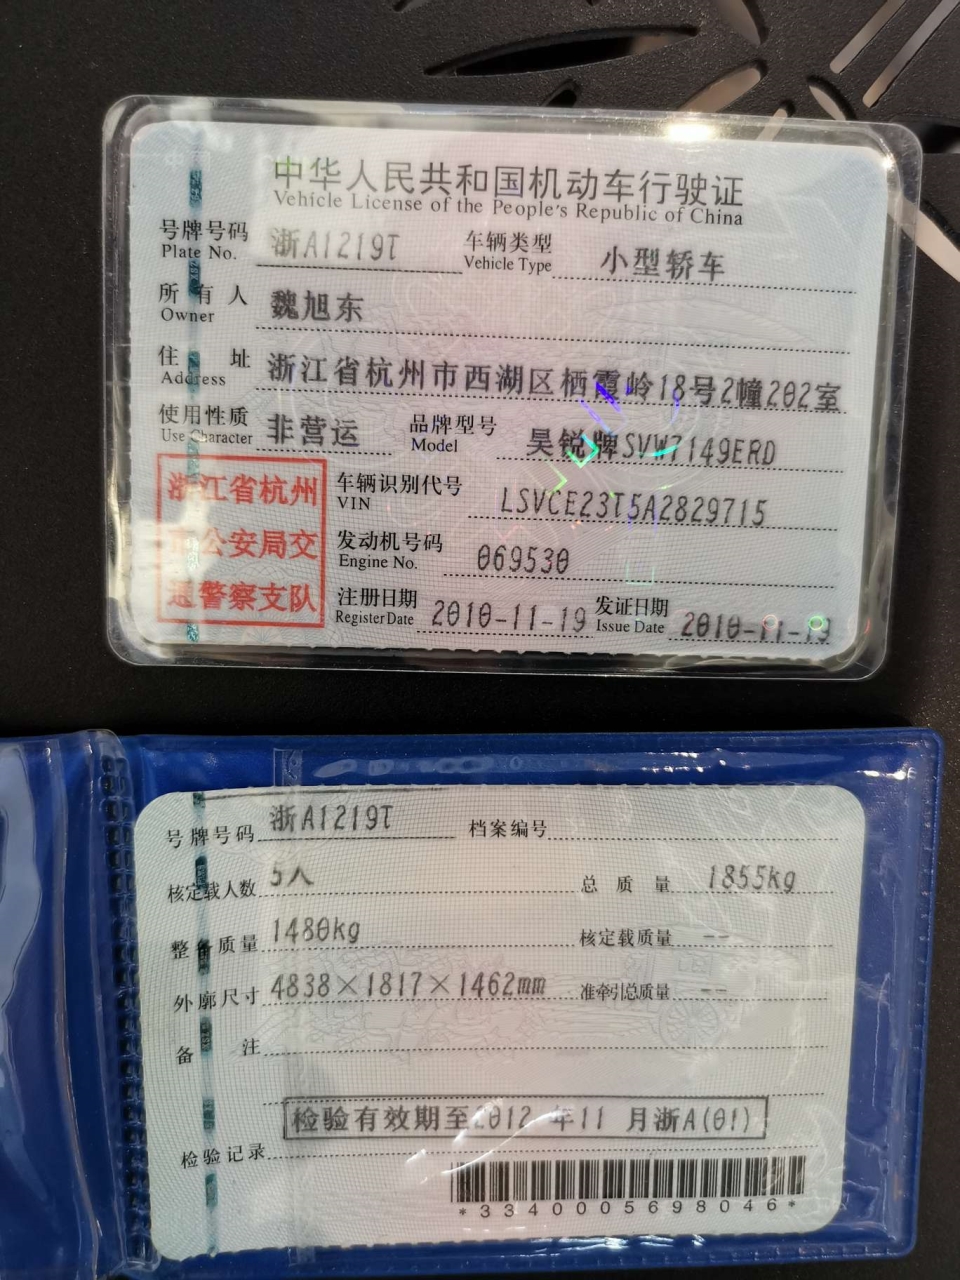 中华人民共和国机动车行驶证
Vehicle License of the People's Republic of China
号牌号码 浙A1219T 车辆类型 小型轿车
Plate No. Vehicle Type
所有人 魏旭东
Owner
住址 浙江省杭州市西湖区栖霞岭18号2幢202室
Address
使用性质 非营运 品牌型号 昊锐牌SVW7149ERD
Use Character Model
浙江省杭州
市公安局交
通警察支队
车辆识别代号 LSVCE23T5A2829715
VIN
发动机号码 069530
Engine No.
注册日期 2010-11-19 发证日期 2010-11-19
Register Date Issue Date
号牌号码 浙A1219T 档案编号
核定载人数 5人 总质量 1855kg
整备质量 1480kg 核定载质量 --
外廓尺寸 4838×1817×1462mm 准牵引总质量 --
备注
检验有效期至2012 年11 月浙A(01)
检验记录
*3340005698046*